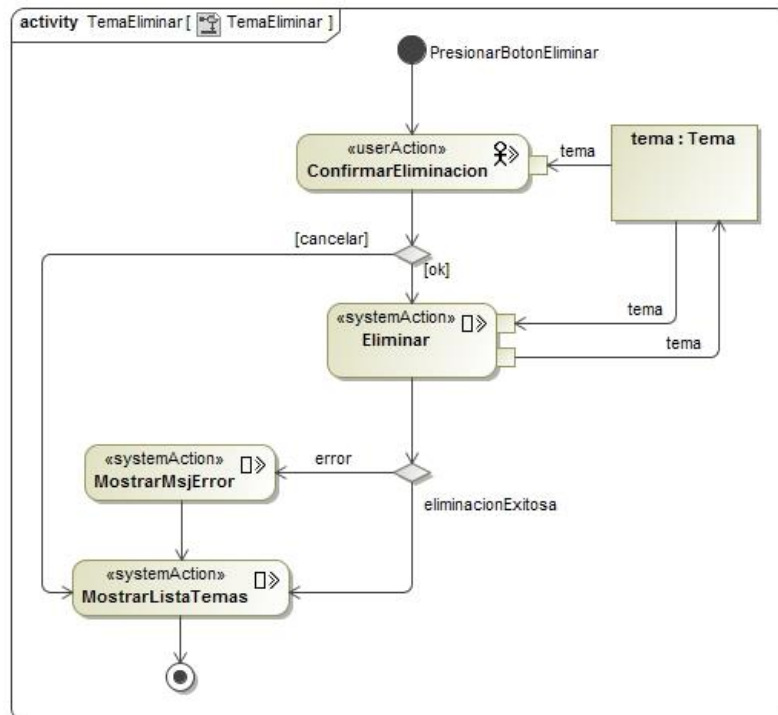 activity TemaEliminar [ TemaEliminar ]
PresionarBotonEliminar
«userAction»
ConfirmarEliminacion
tema
tema : Tema
[cancelar]
[ok]
«systemAction»
Eliminar
tema
tema
«systemAction»
MostrarMsjError
error
eliminacionExitosa
«systemAction»
MostrarListaTemas